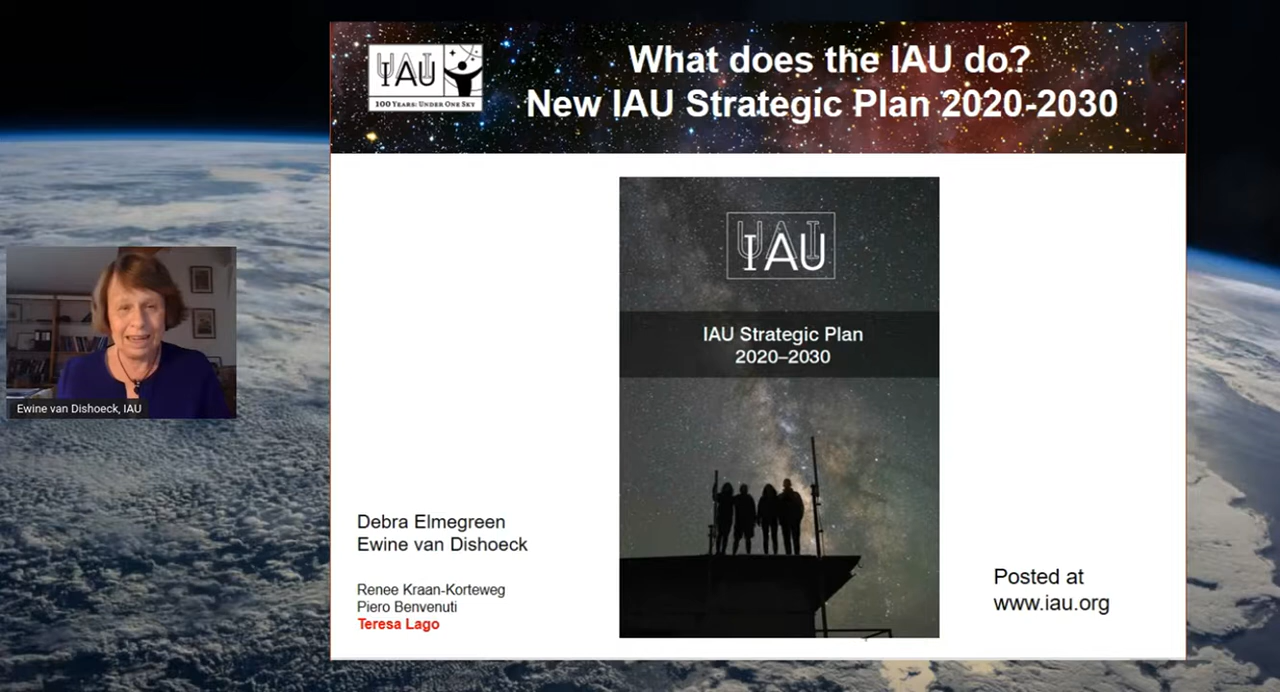 IAU
100 Years: Under One Sky
What does the IAU do?
New IAU Strategic Plan 2020-2030
IAU
IAU Strategic Plan
2020–2030
Ewine van Dishoeck, IAU
Debra Elmegreen
Ewine van Dishoeck
Renee Kraan-Korteweg
Piero Benvenuti
Teresa Lago
Posted at
www.iau.org